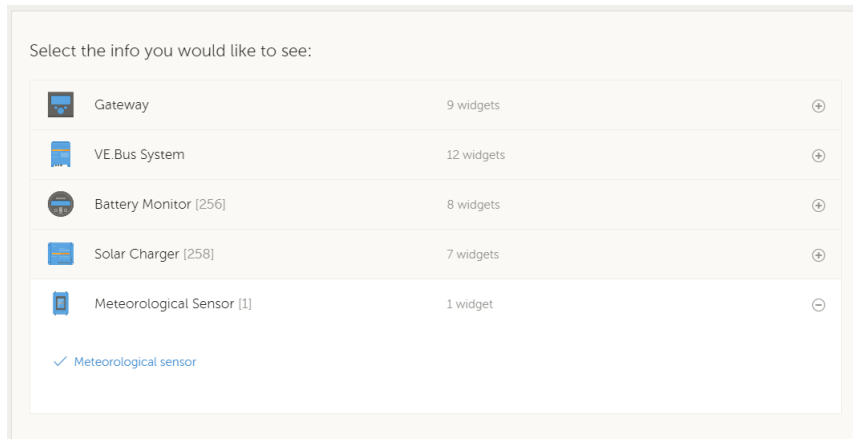 Select the info you would like to see:
Gateway 9 widgets
VE.Bus System 12 widgets
Battery Monitor [256] 8 widgets
Solar Charger [258] 7 widgets
Meteorological Sensor [1] 1 widget
Meteorological sensor